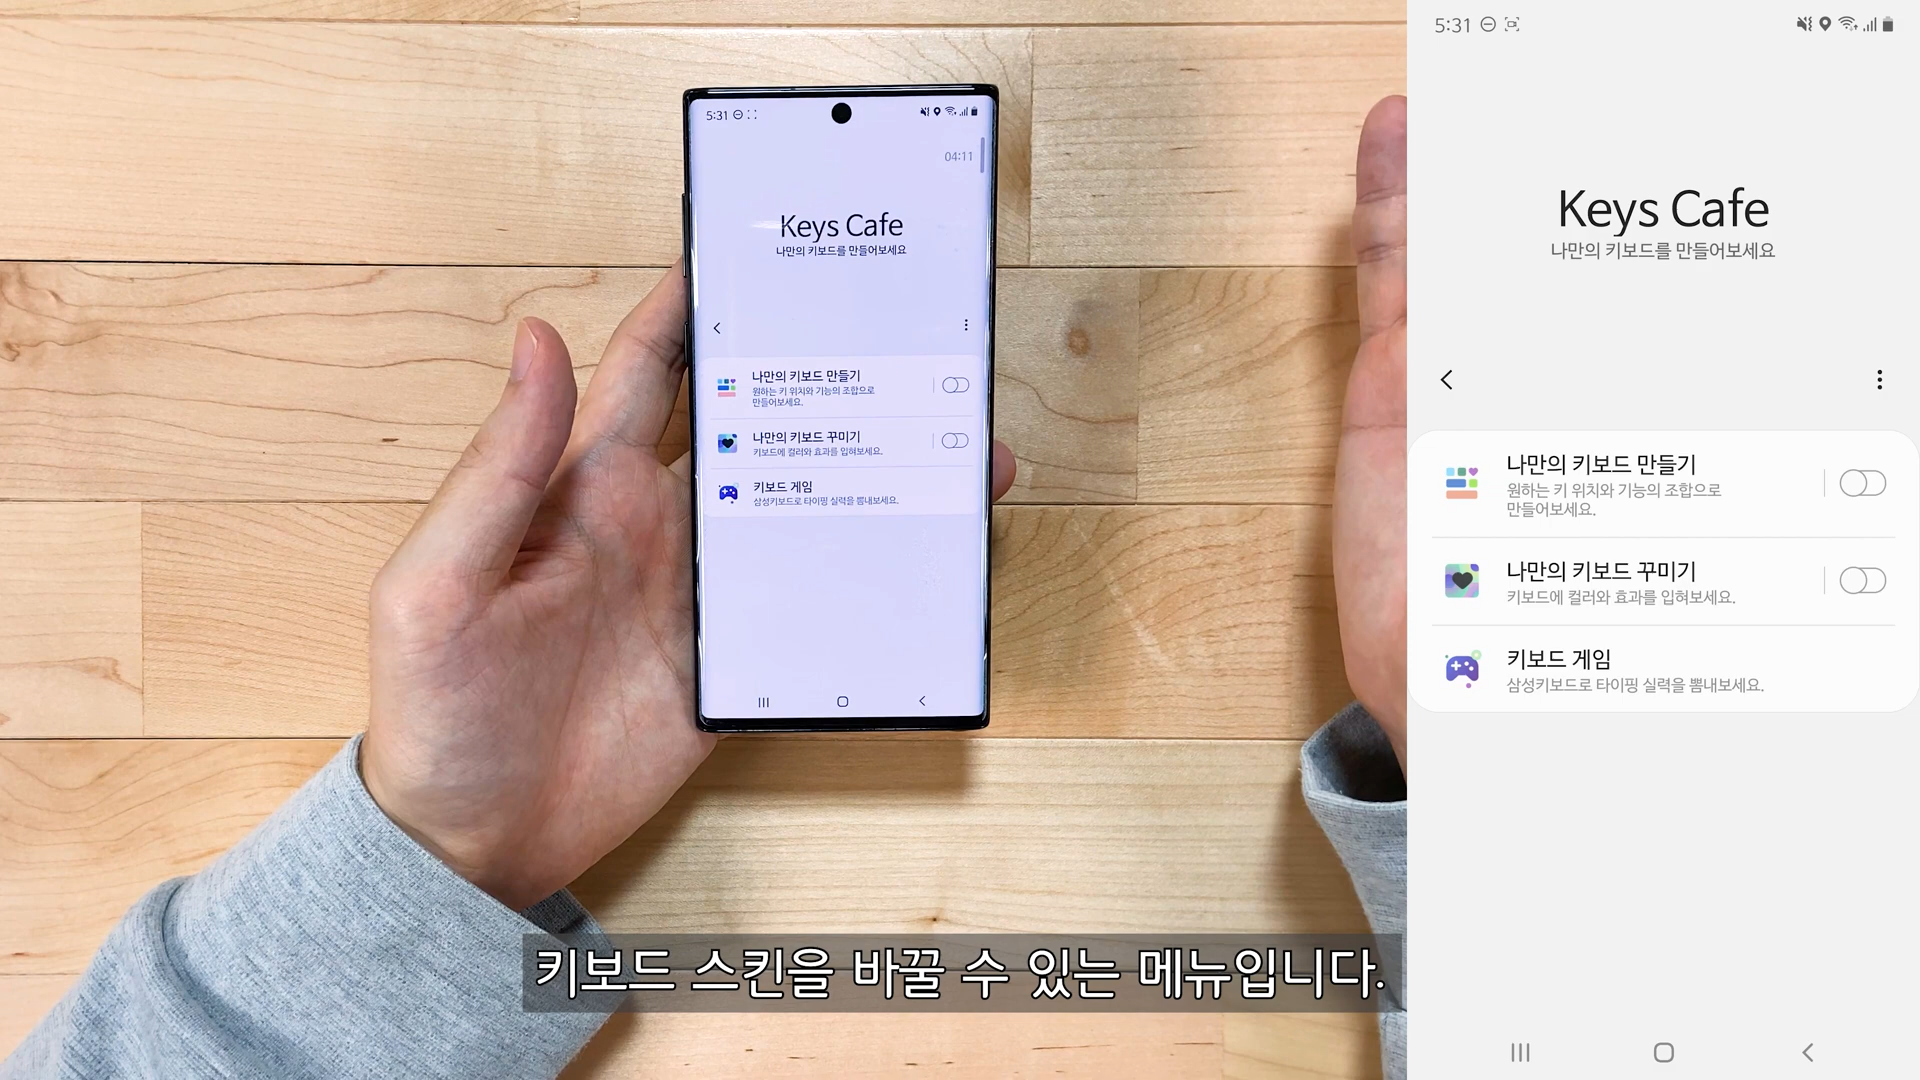 5:31
04:11
Keys Cafe
나만의 키보드를 만들어보세요
나만의 키보드 만들기
원하는 키 위치와 기능의 조합으로
만들어보세요.
나만의 키보드 꾸미기
키보드에 컬러와 효과를 입혀보세요.
키보드 게임
삼성키보드로 타이핑 실력을 뽐내보세요.
키보드 스킨을 바꿀 수 있는 메뉴입니다.
5:31
Keys Cafe
나만의 키보드를 만들어보세요
나만의 키보드 만들기
원하는 키 위치와 기능의 조합으로
만들어보세요.
나만의 키보드 꾸미기
키보드에 컬러와 효과를 입혀보세요.
키보드 게임
삼성키보드로 타이핑 실력을 뽐내보세요.